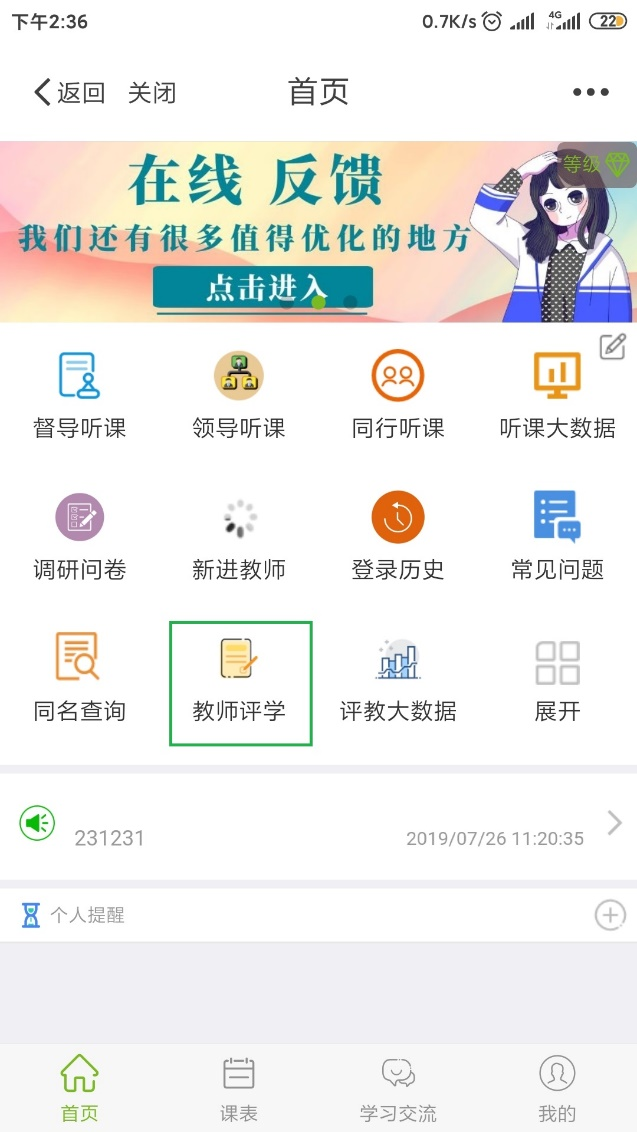 下午2:36
0.7K/s 4G 22
返回 关闭 首页
等级
在线 反馈
我们还有很多值得优化的地方
点击进入
督导听课 领导听课 同行听课 听课大数据
调研问卷 新进教师 登录历史 常见问题
同名查询 教师评学 评教大数据 展开
231231 2019/07/26 11:20:35
个人提醒
首页 课表 学习交流 我的